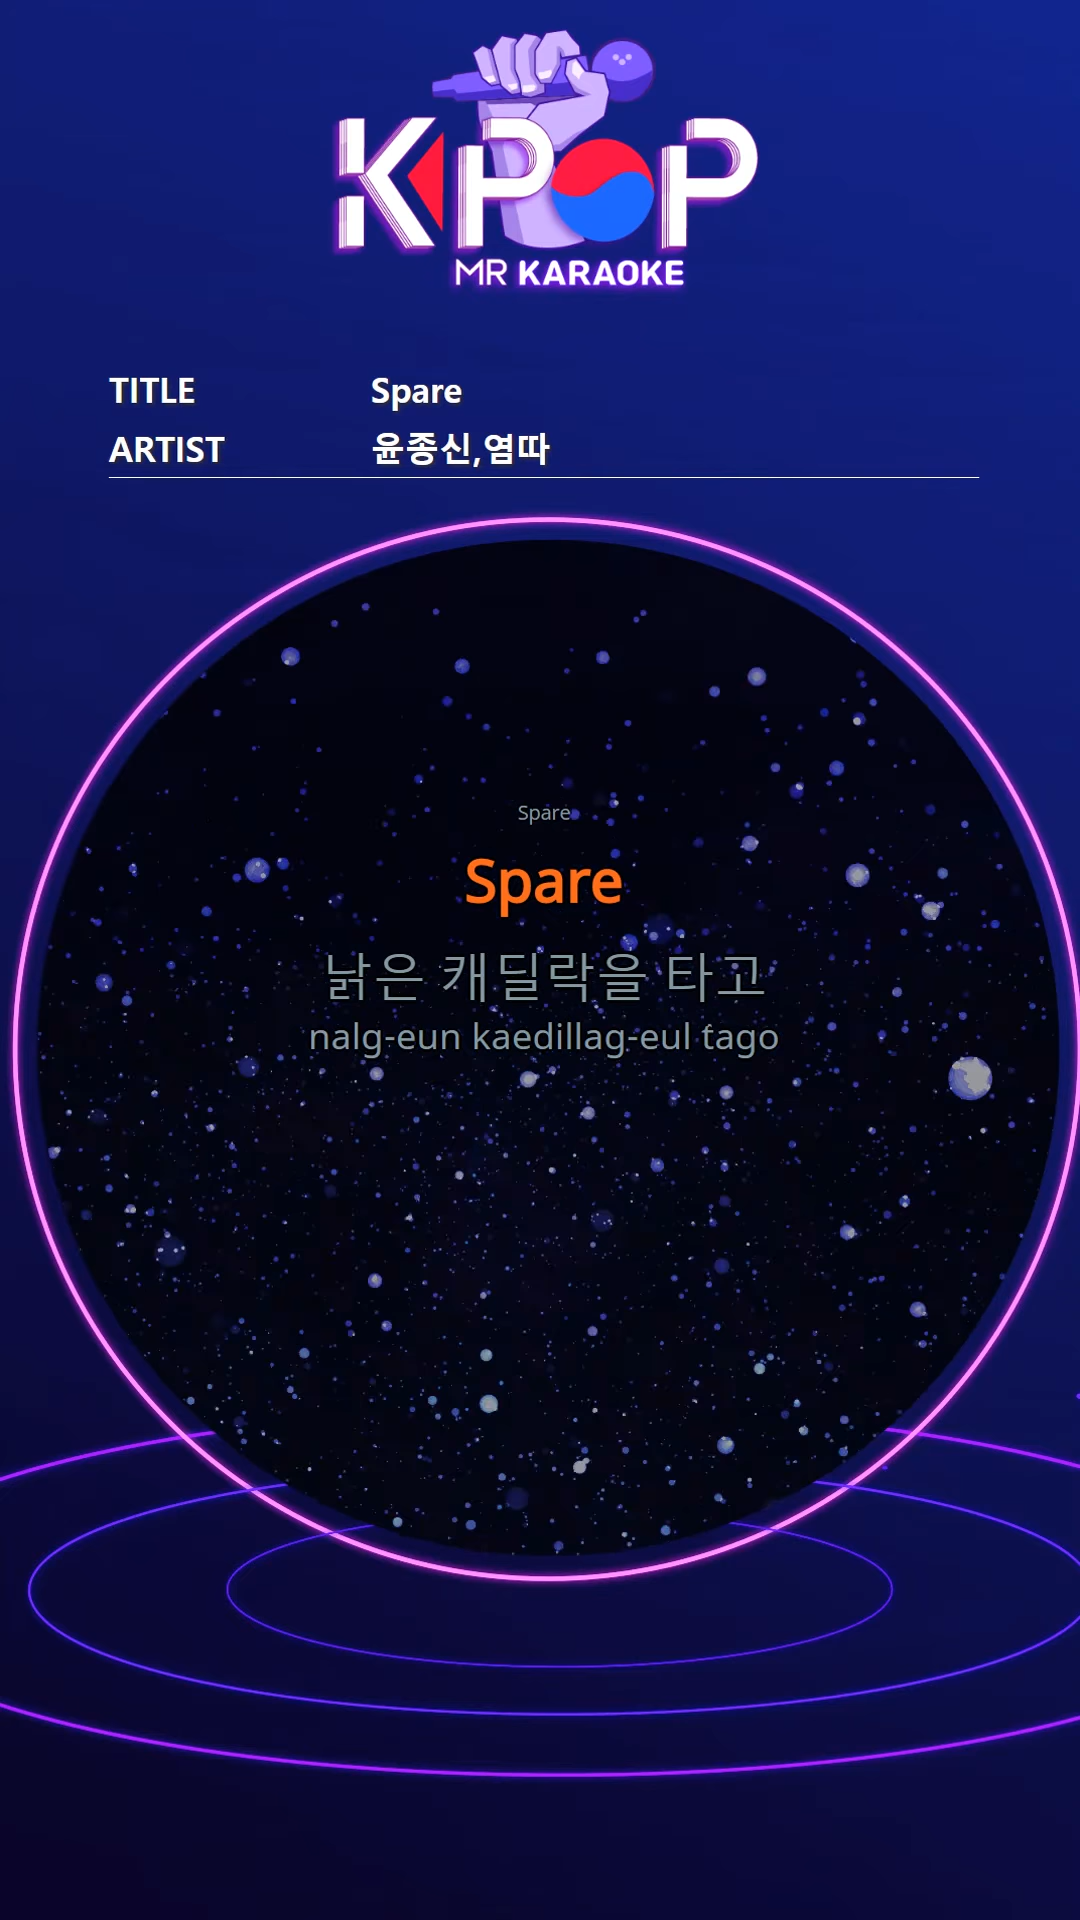 KPOP
MR KARAOKE
TITLE Spare
ARTIST 윤종신,염따
Spare
Spare
낡은 캐딜락을 타고
nalg-eun kaedillag-eul tago